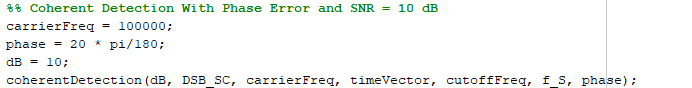 %% Coherent Detection With Phase Error and SNR = 10 dB
carrierFreq = 100000;
phase = 20 * pi/180;
dB = 10;
coherentDetection(dB, DSB_SC, carrierFreq, timeVector, cutoffFreq, f_S, phase);